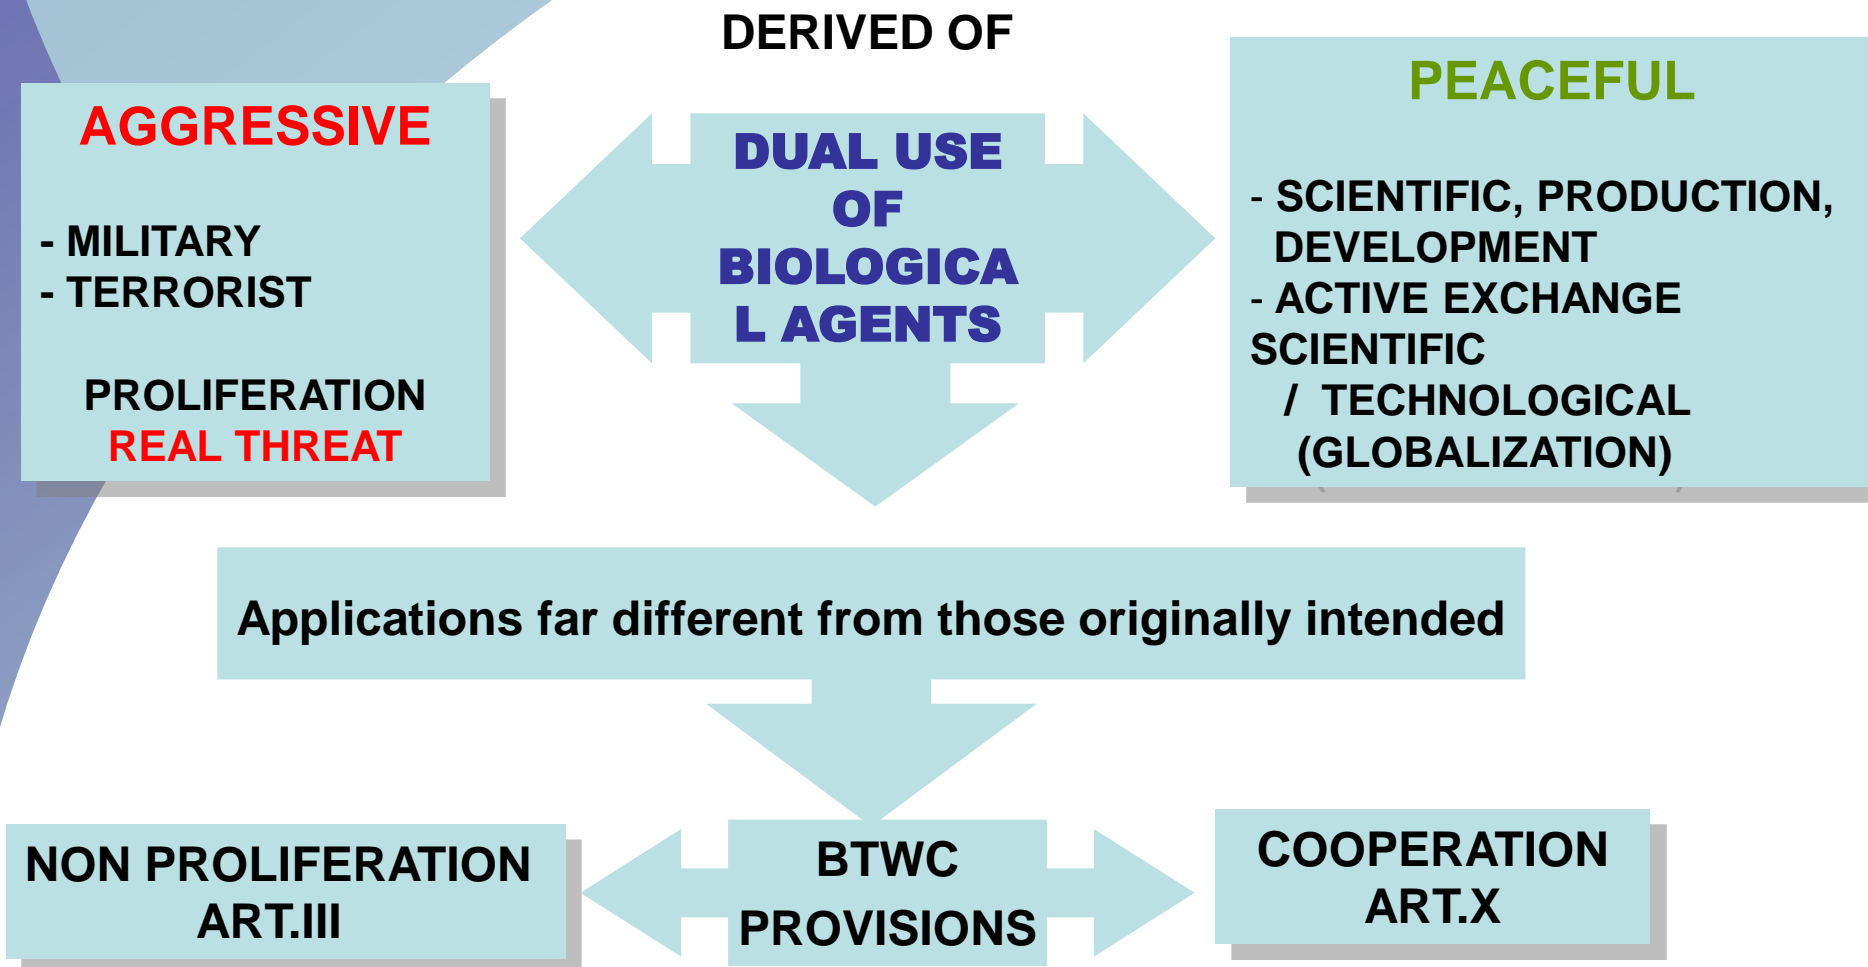 DERIVED OF
AGGRESSIVE
- MILITARY
- TERRORIST
PROLIFERATION
REAL THREAT
DUAL USE
OF
BIOLOGICA
L AGENTS
PEACEFUL
- SCIENTIFIC, PRODUCTION,
DEVELOPMENT
- ACTIVE EXCHANGE
SCIENTIFIC
/ TECHNOLOGICAL
(GLOBALIZATION)
Applications far different from those originally intended
NON PROLIFERATION
ART.III
BTWC
PROVISIONS
COOPERATION
ART.X